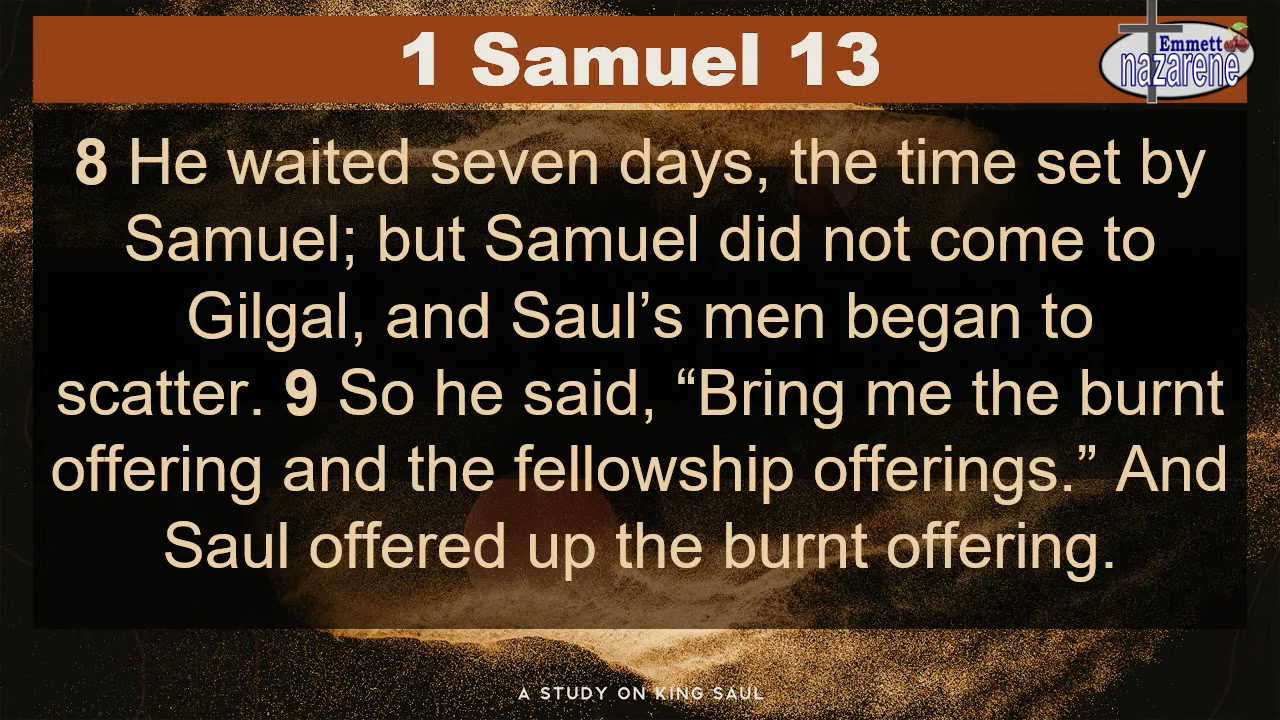 1 Samuel 13
Emmett
nazarene
8 He waited seven days, the time set by
Samuel; but Samuel did not come to
Gilgal, and Saul’s men began to
scatter. 9 So he said, “Bring me the burnt
offering and the fellowship offerings.” And
Saul offered up the burnt offering.
A STUDY ON KING SAUL